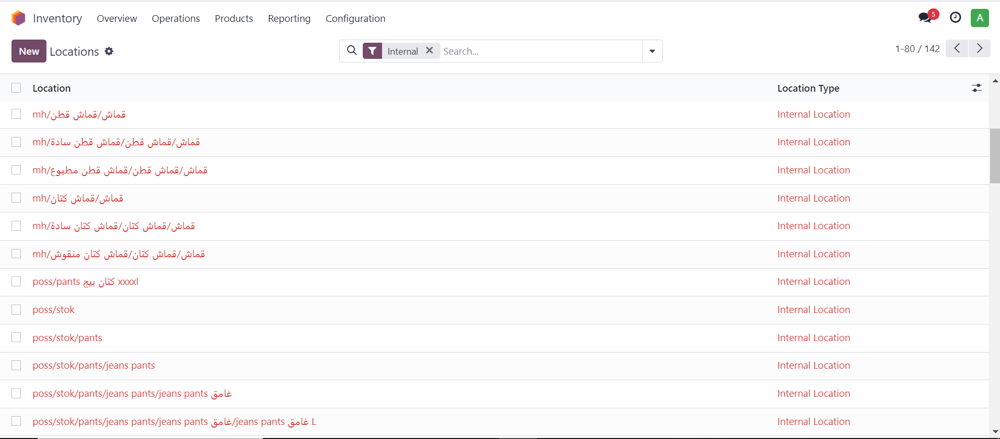 Inventory Overview Operations Products Reporting Configuration 5 A
New Locations Internal Search... 1-80 / 142
Location Location Type
mh/قماش/قماش قطن Internal Location
mh/قماش/قماش قطن/قماش قطن سادة Internal Location
mh/قماش/قماش قطن/قماش قطن مطبوع Internal Location
mh/قماش/قماش كتان Internal Location
mh/قماش/قماش كتان/قماش كتان سادة Internal Location
mh/قماش/قماش كتان/قماش كتان منقوش Internal Location
poss/pants كتان بيج xxxxl Internal Location
poss/stok Internal Location
poss/stok/pants Internal Location
poss/stok/pants/jeans pants Internal Location
poss/stok/pants/jeans pants/jeans pants غامق Internal Location
poss/stok/pants/jeans pants/jeans pants غامق/jeans pants غامق L Internal Location